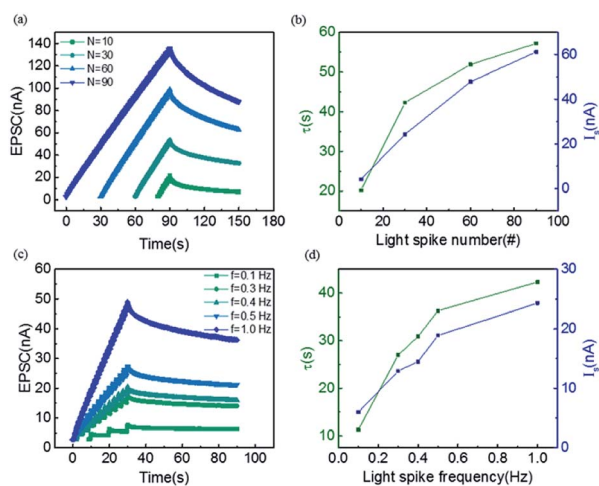 (a)
N=10
N=30
N=60
N=90
EPSC(nA)
140
120
100
80
60
40
20
0
0 30 60 90 120 150 180
Time(s)
(b)
τ(s)
60
50
40
30
20
Is(nA)
60
40
20
0
0 20 40 60 80 100
Light spike number(#)
(c)
f=0.1 Hz
f=0.3 Hz
f=0.4 Hz
f=0.5 Hz
f=1.0 Hz
EPSC(nA)
60
50
40
30
20
10
0
0 20 40 60 80 100
Time(s)
(d)
τ(s)
40
30
20
10
Is(nA)
30
20
10
0
0.0 0.2 0.4 0.6 0.8 1.0
Light spike frequency(Hz)